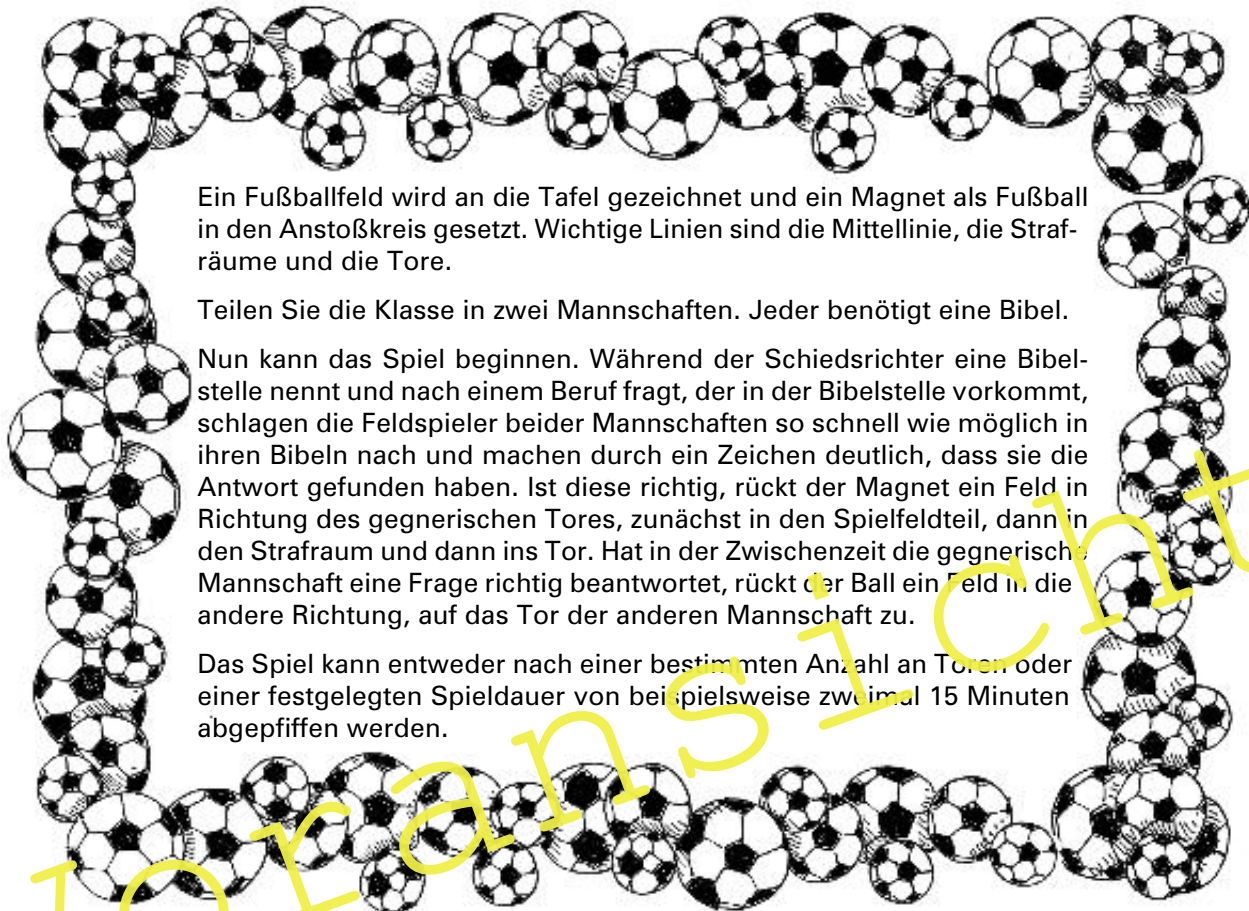 Ein Fußballfeld wird an die Tafel gezeichnet und ein Magnet als Fußball
in den Anstoßkreis gesetzt. Wichtige Linien sind die Mittellinie, die Straf-
räume und die Tore.
Teilen Sie die Klasse in zwei Mannschaften. Jeder benötigt eine Bibel.
Nun kann das Spiel beginnen. Während der Schiedsrichter eine Bibel-
stelle nennt und nach einem Beruf fragt, der in der Bibelstelle vorkommt,
schlagen die Feldspieler beider Mannschaften so schnell wie möglich in
ihren Bibeln nach und machen durch ein Zeichen deutlich, dass sie die
Antwort gefunden haben. Ist diese richtig, rückt der Magnet ein Feld in
Richtung des gegnerischen Tores, zunächst in den Spielfeldteil, dann in
den Strafraum und dann ins Tor. Hat in der Zwischenzeit die gegnerische
Mannschaft eine Frage richtig beantwortet, rückt der Ball ein Feld in die
andere Richtung, auf das Tor der anderen Mannschaft zu.
Das Spiel kann entweder nach einer bestimmten Anzahl an Toren oder
einer festgelegten Spieldauer von beispielsweise zweimal 15 Minuten
abgepfiffen werden.
Voransicht